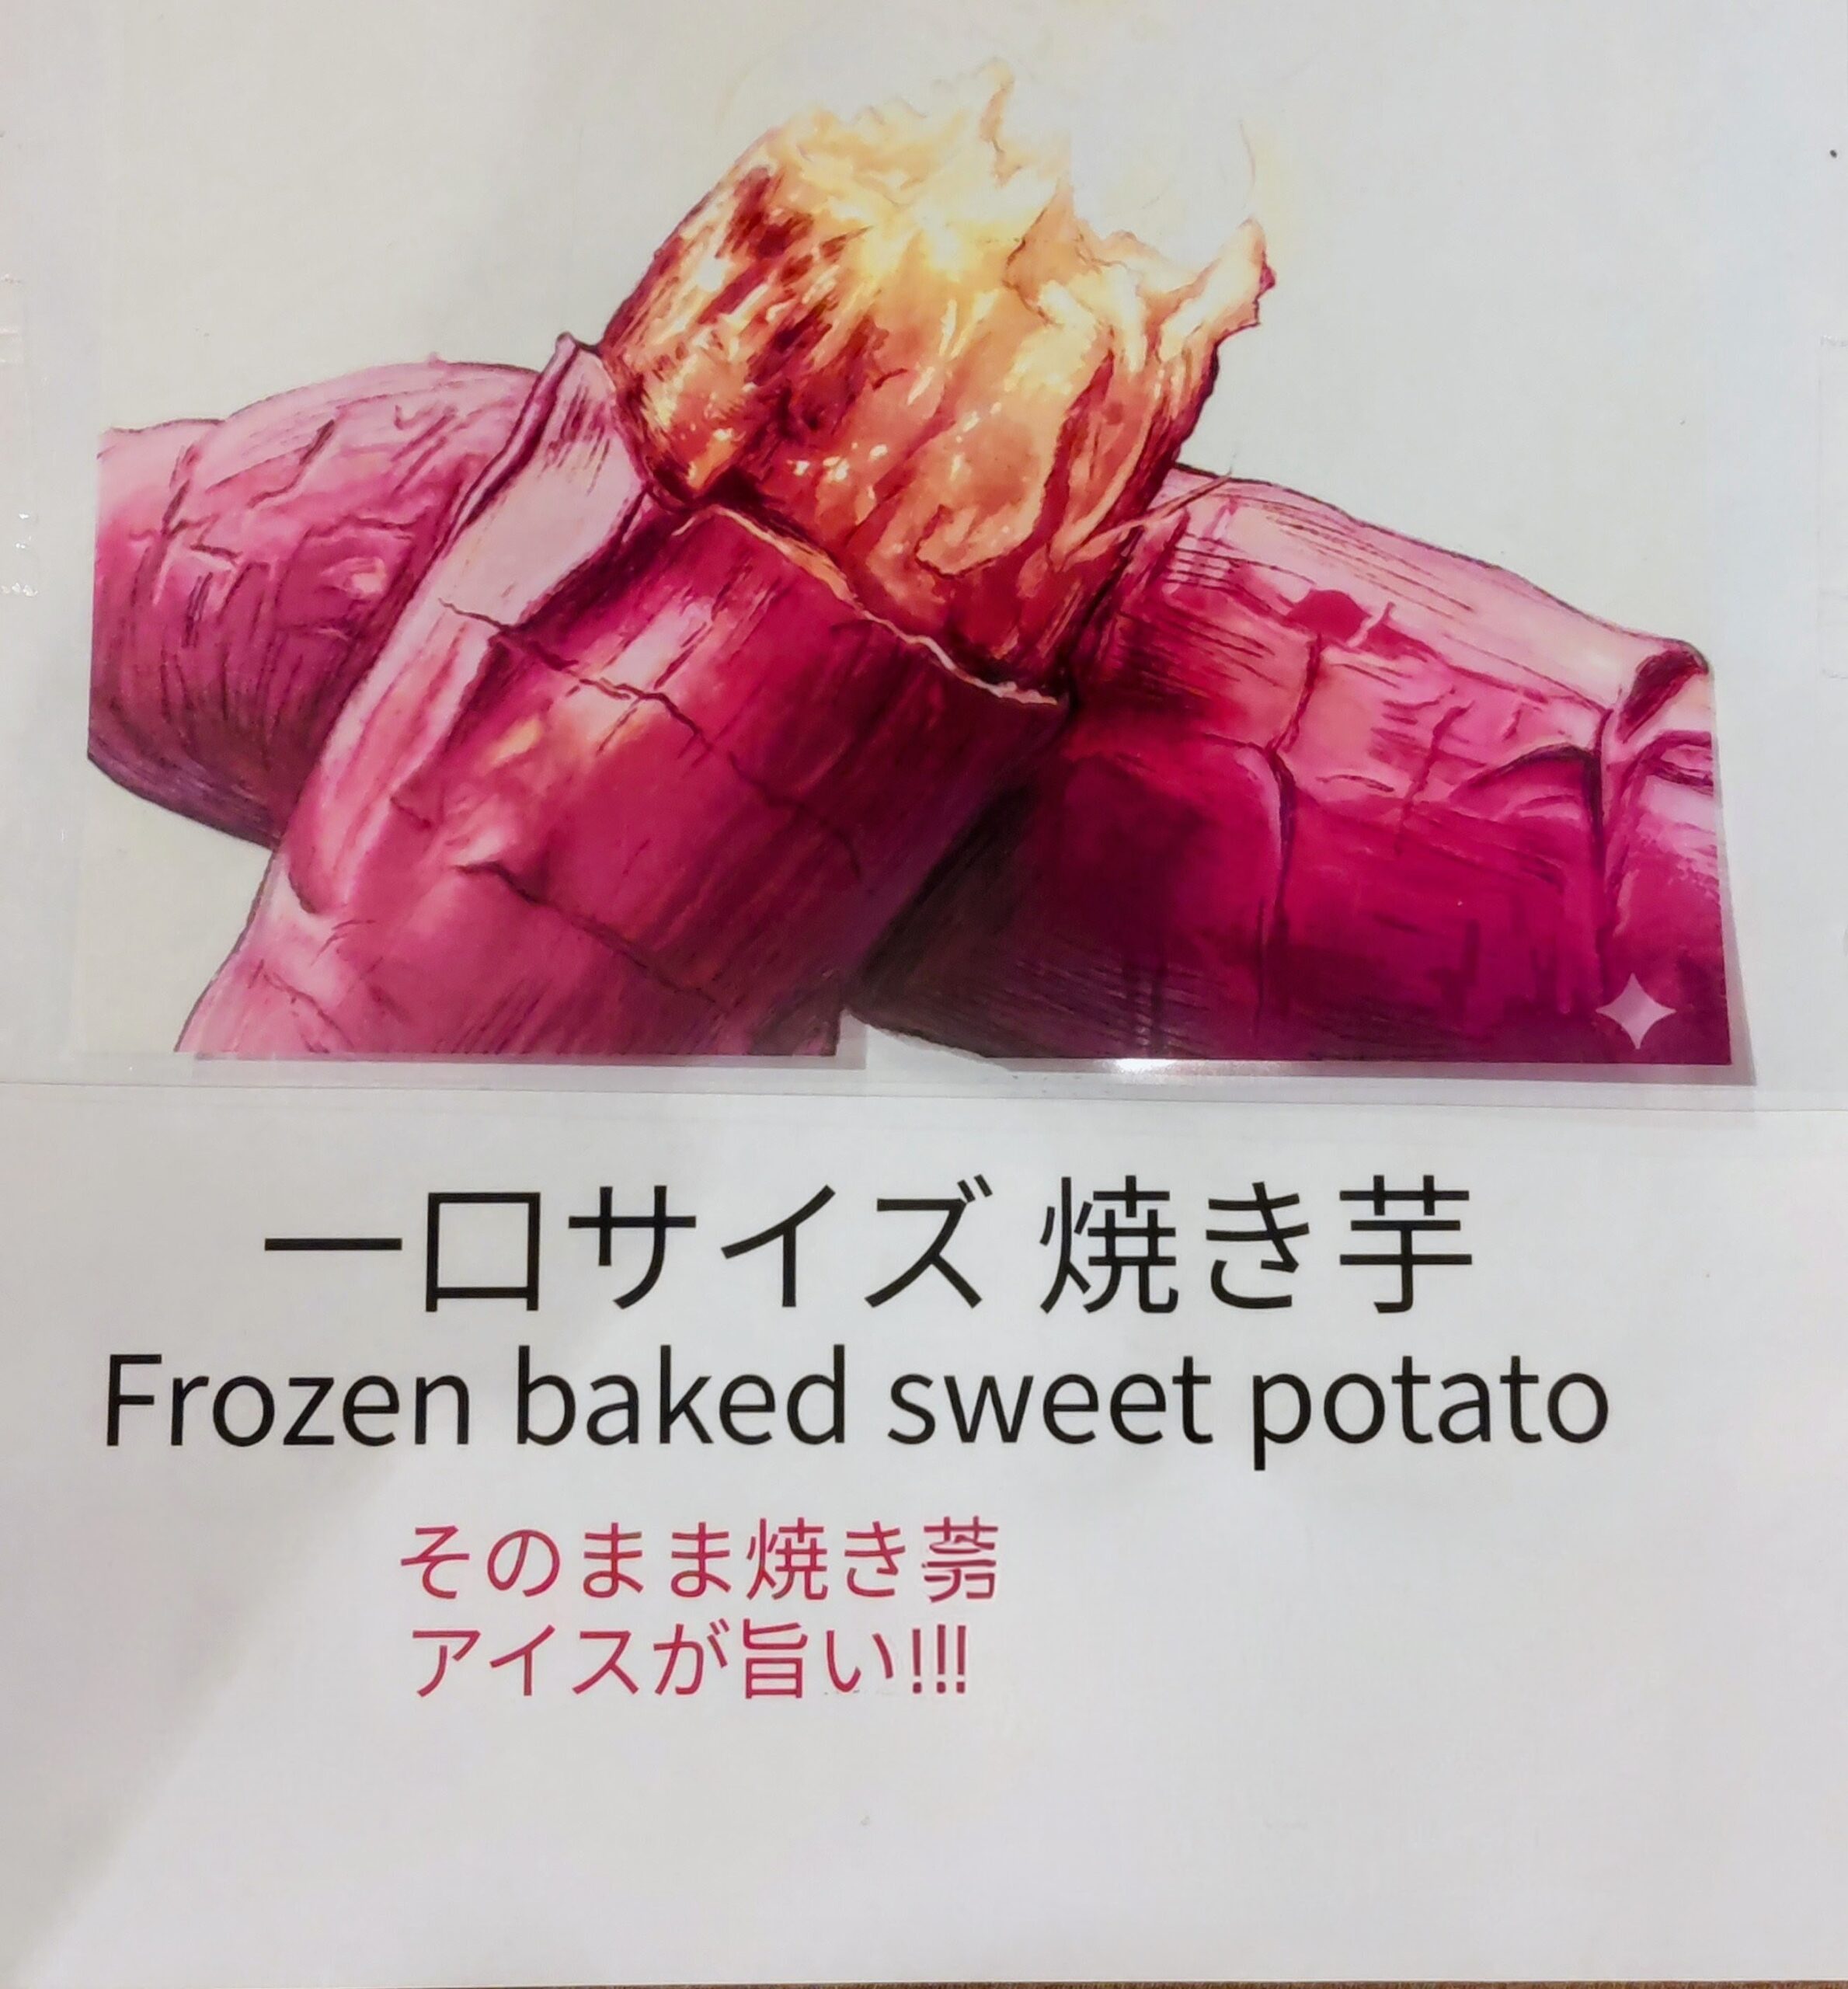 一口サイズ 焼き芋
Frozen baked sweet potato
そのまま焼き
アイスが旨い!!!